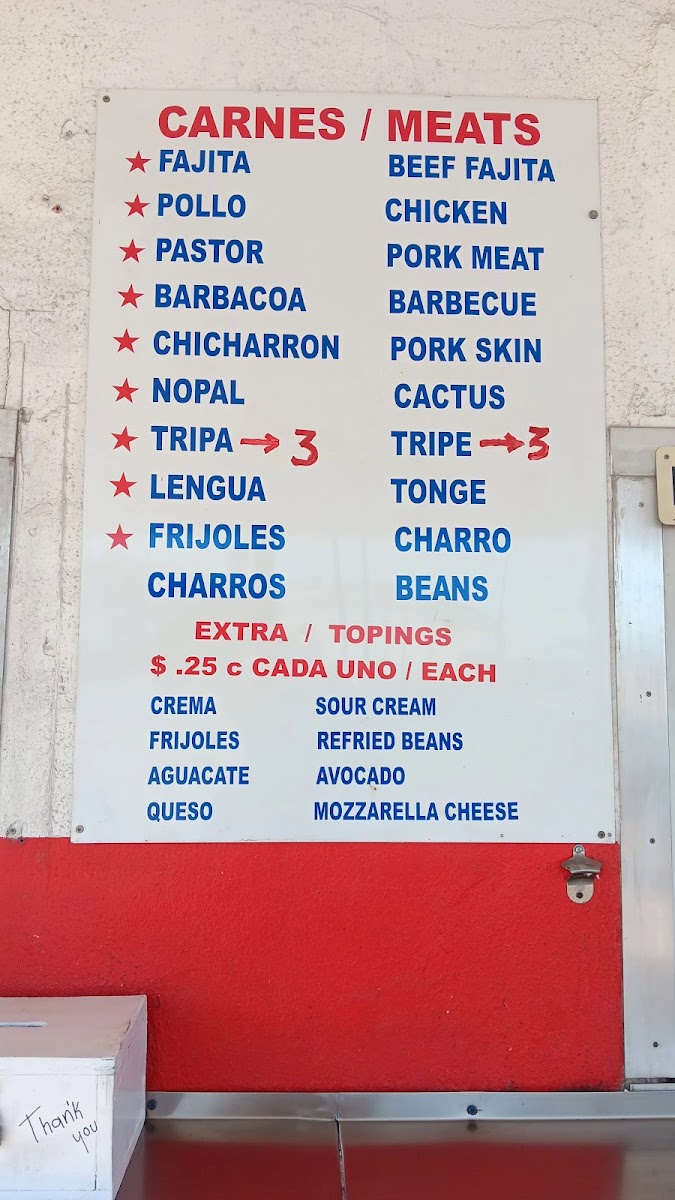 CARNES / MEATS
★ FAJITA BEEF FAJITA
★ POLLO CHICKEN
★ PASTOR PORK MEAT
★ BARBACOA BARBECUE
★ CHICHARRON PORK SKIN
★ NOPAL CACTUS
★ TRIPA → 3 TRIPE → 3
★ LENGUA TONGE
★ FRIJOLES CHARRO
CHARROS BEANS
EXTRA / TOPINGS
$ .25 c CADA UNO / EACH
CREMA SOUR CREAM
FRIJOLES REFRIED BEANS
AGUACATE AVOCADO
QUESO MOZZARELLA CHEESE
Thank
you